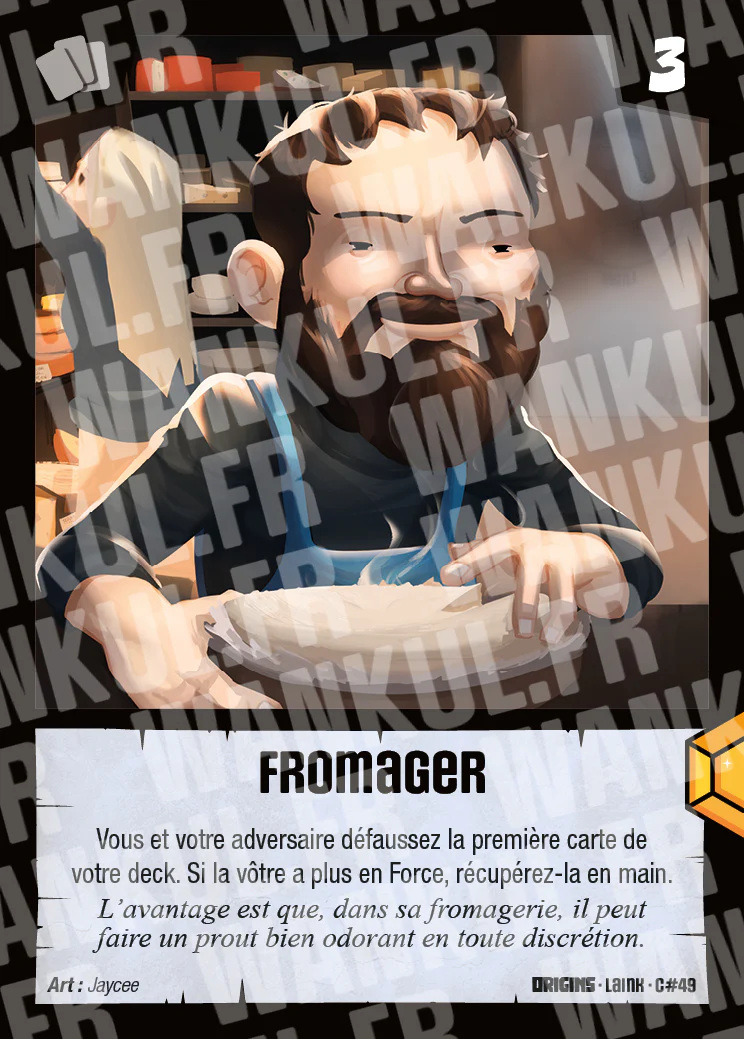 3
FROMAGER
Vous et votre adversaire défaussez la première carte de
votre deck. Si la vôtre a plus en Force, récupérez-la en main.
L'avantage est que, dans sa fromagerie, il peut
faire un prout bien odorant en toute discrétion.
Art : Jaycee
ORIGINS · LAINK · C#49
WANKUL.FR